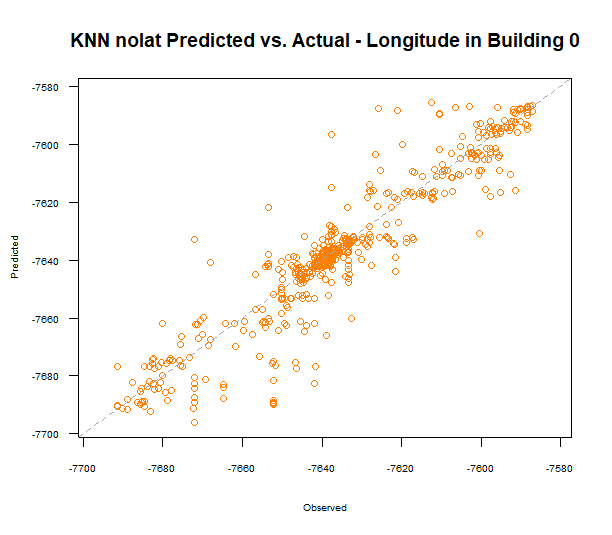 KNN nolat Predicted vs. Actual - Longitude in Building 0
-7580
-7600
-7620
-7640
-7660
-7680
-7700
Predicted
-7700 -7680 -7660 -7640 -7620 -7600 -7580
Observed